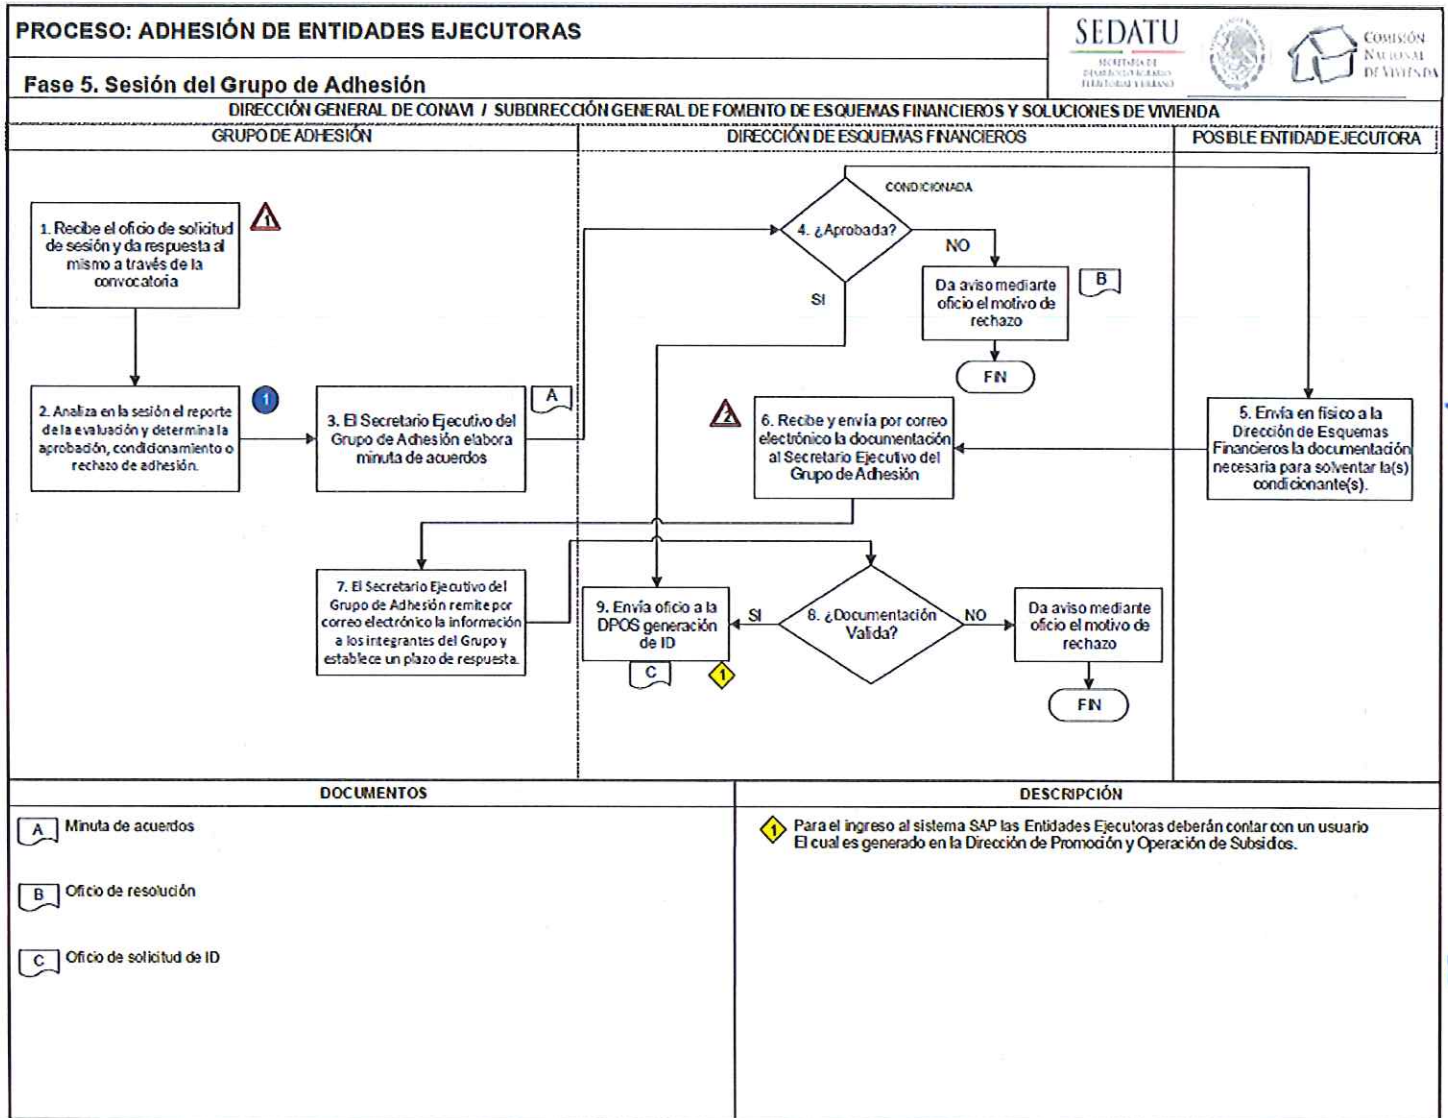 PROCESO: ADHESIÓN DE ENTIDADES EJECUTORAS
SEDATU
SECRETARÍA DE
DESARROLLO AGRARIO
TERRITORIAL Y URBANO
COMISIÓN
NACIONAL
DE VIVIENDA
Fase 5. Sesión del Grupo de Adhesión
DIRECCIÓN GENERAL DE CONAVI / SUBDIRECCIÓN GENERAL DE FOMENTO DE ESQUEMAS FINANCIEROS Y SOLUCIONES DE VIVIENDA
GRUPO DE ADHESIÓN
DIRECCIÓN DE ESQUEMAS FINANCIEROS
POSIBLE ENTIDAD EJECUTORA
1. Recibe el oficio de solicitud
de sesión y da respuesta al
mismo a través de la
convocatoria
1
CONDICIONADA
4. ¿Aprobada?
NO
SI
Da aviso mediante
oficio el motivo de
rechazo
B
FIN
2. Analiza en la sesión el reporte
de la evaluación y determina la
aprobación, condicionamiento o
rechazo de adhesión.
1
3. El Secretario Ejecutivo del
Grupo de Adhesión elabora
minuta de acuerdos
A
2
6. Recibe y envía por correo
electrónico la documentación
al Secretario Ejecutivo del
Grupo de Adhesión
5. Envía en físico a la
Dirección de Esquemas
Financieros la documentación
necesaria para solventar la(s)
condicionante(s).
7. El Secretario Ejecutivo del
Grupo de Adhesión remite por
correo electrónico la información
a los integrantes del Grupo y
establece un plazo de respuesta.
9. Envía oficio a la
DPOS generación
de ID
C
1
SI
8. ¿Documentación
Valida?
NO
Da aviso mediante
oficio el motivo de
rechazo
FIN
DOCUMENTOS
A Minuta de acuerdos
B Oficio de resolución
C Oficio de solicitud de ID
DESCRIPCIÓN
1 Para el ingreso al sistema SAP las Entidades Ejecutoras deberán contar con un usuario
El cual es generado en la Dirección de Promoción y Operación de Subsidios.